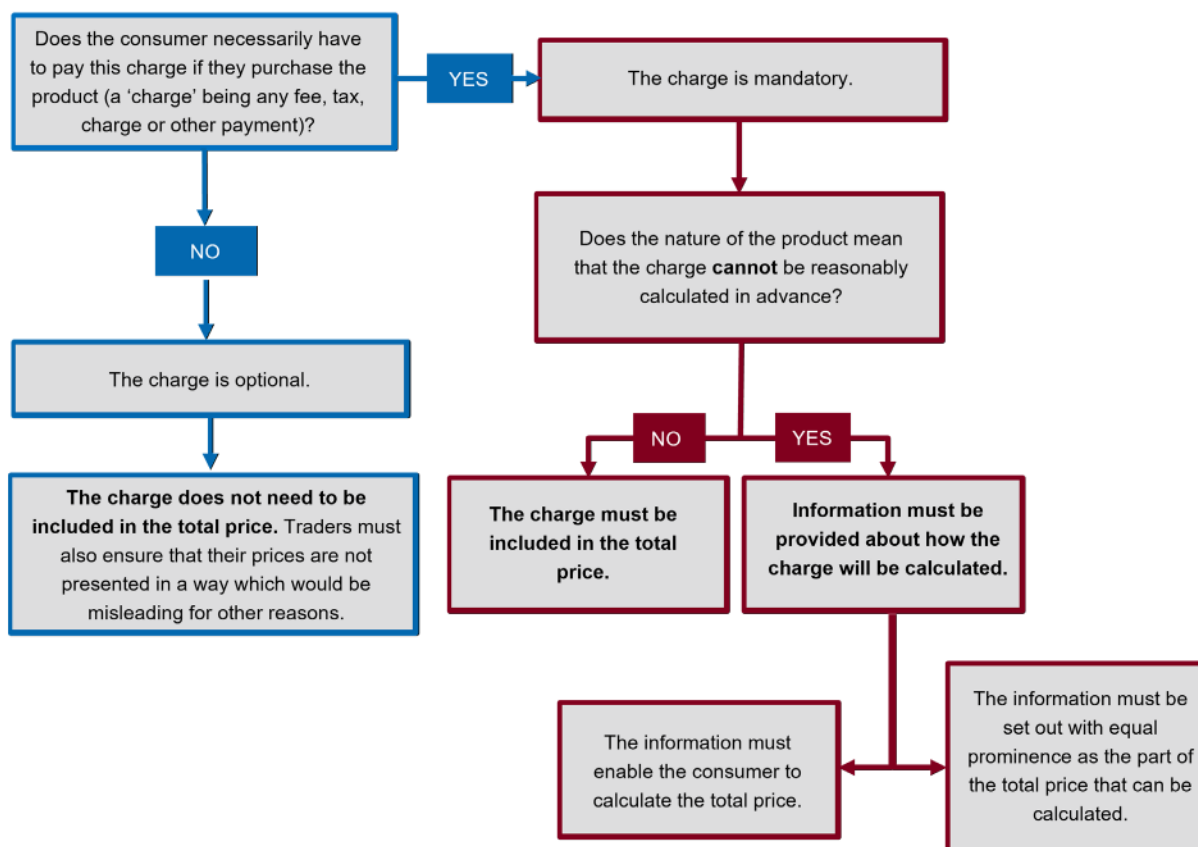 Does the consumer necessarily have
to pay this charge if they purchase the
product (a ‘charge’ being any fee, tax,
charge or other payment)?
YES
The charge is mandatory.
NO
Does the nature of the product mean
that the charge cannot be reasonably
calculated in advance?
The charge is optional.
NO
YES
The charge does not need to be
included in the total price. Traders must
also ensure that their prices are not
presented in a way which would be
misleading for other reasons.
The charge must be
included in the total
price.
Information must be
provided about how the
charge will be calculated.
The information must
enable the consumer to
calculate the total price.
The information must be
set out with equal
prominence as the part of
the total price that can be
calculated.